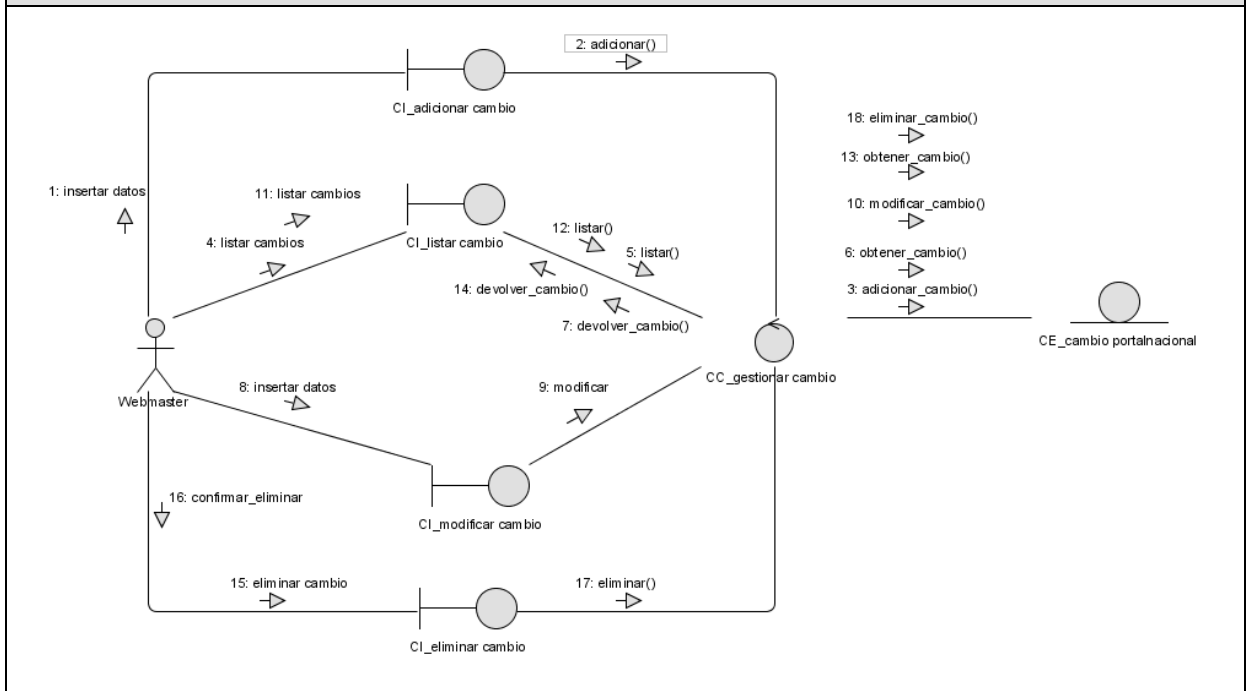 2: adicionar()
CI_adicionar cambio
18: eliminar_cambio()
13: obtener_cambio()
1: insertar datos
11: listar cambios
10: modificar_cambio()
12: listar()
4: listar cambios
CI_listar cambio
5: listar()
6: obtener_cambio()
14: devolver_cambio()
3: adicionar_cambio()
7: devolver_cambio()
CE_cambio portalnacional
CC_gestionar cambio
8: insertar datos
9: modificar
Webmaster
16: confirmar_eliminar
CI_modificar cambio
15: eliminar cambio
17: eliminar()
CI_eliminar cambio